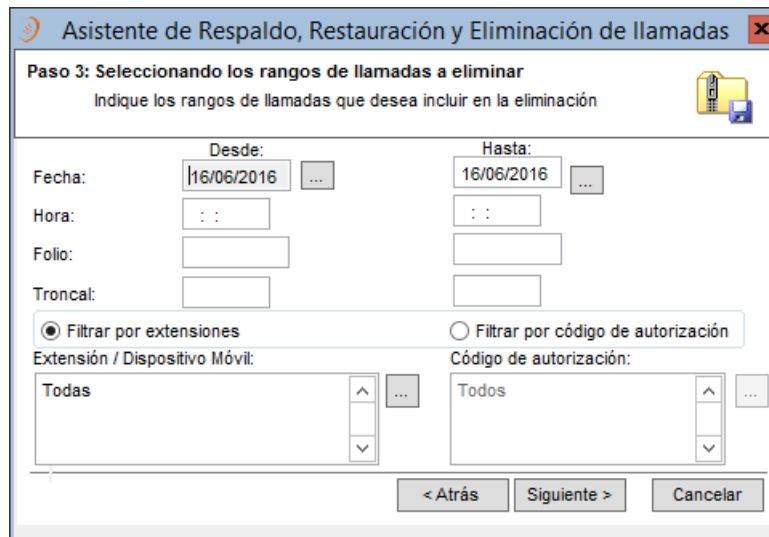 Asistente de Respaldo, Restauración y Eliminación de llamadas
Paso 3: Seleccionando los rangos de llamadas a eliminar
Indique los rangos de llamadas que desea incluir en la eliminación
Desde: Hasta:
Fecha: 16/06/2016 ... 16/06/2016 ...
Hora: : : : :
Folio:
Troncal:
Filtrar por extensiones Filtrar por código de autorización
Extensión / Dispositivo Móvil: Código de autorización:
Todas ... Todos ...
< Atrás Siguiente > Cancelar